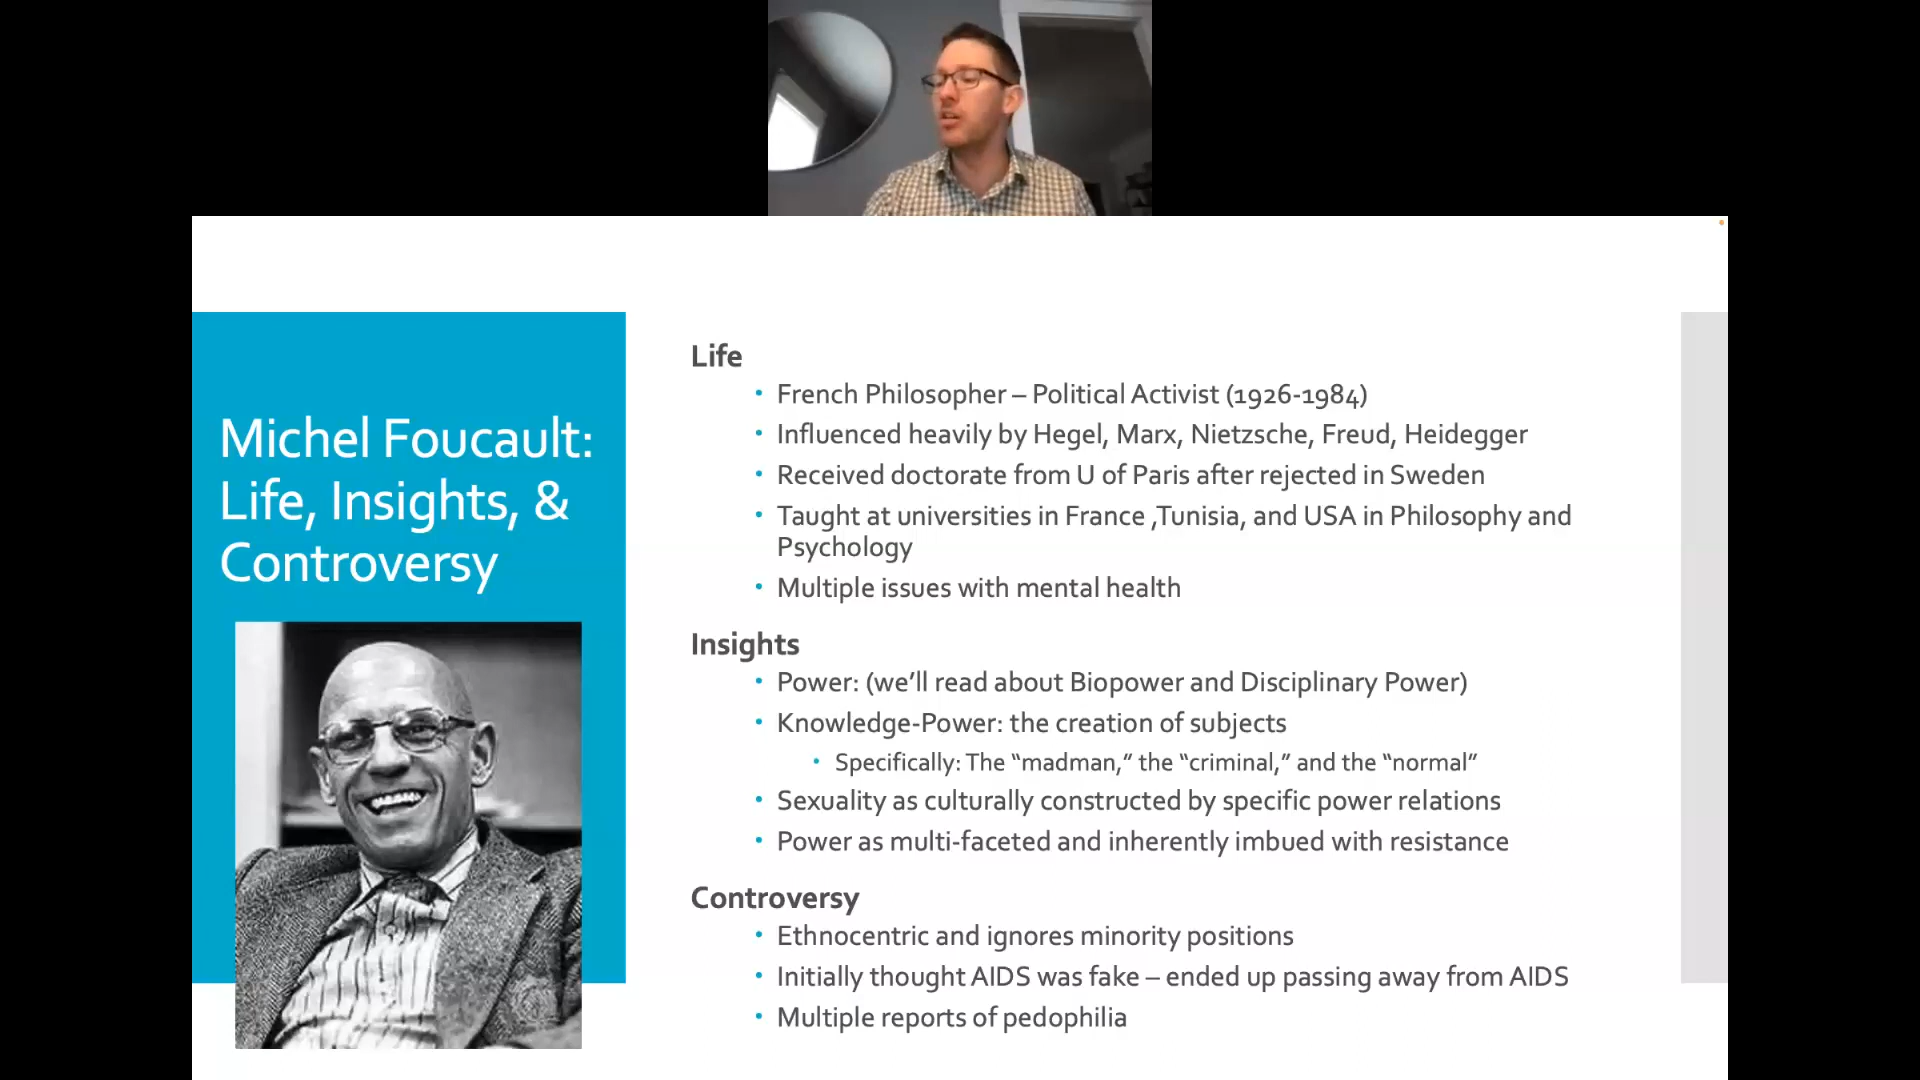 Michel Foucault:
Life, Insights, &
Controversy
Life
• French Philosopher – Political Activist (1926-1984)
• Influenced heavily by Hegel, Marx, Nietzsche, Freud, Heidegger
• Received doctorate from U of Paris after rejected in Sweden
• Taught at universities in France ,Tunisia, and USA in Philosophy and
Psychology
• Multiple issues with mental health
Insights
• Power: (we’ll read about Biopower and Disciplinary Power)
• Knowledge-Power: the creation of subjects
• Specifically: The “madman,” the “criminal,” and the “normal”
• Sexuality as culturally constructed by specific power relations
• Power as multi-faceted and inherently imbued with resistance
Controversy
• Ethnocentric and ignores minority positions
• Initially thought AIDS was fake – ended up passing away from AIDS
• Multiple reports of pedophilia